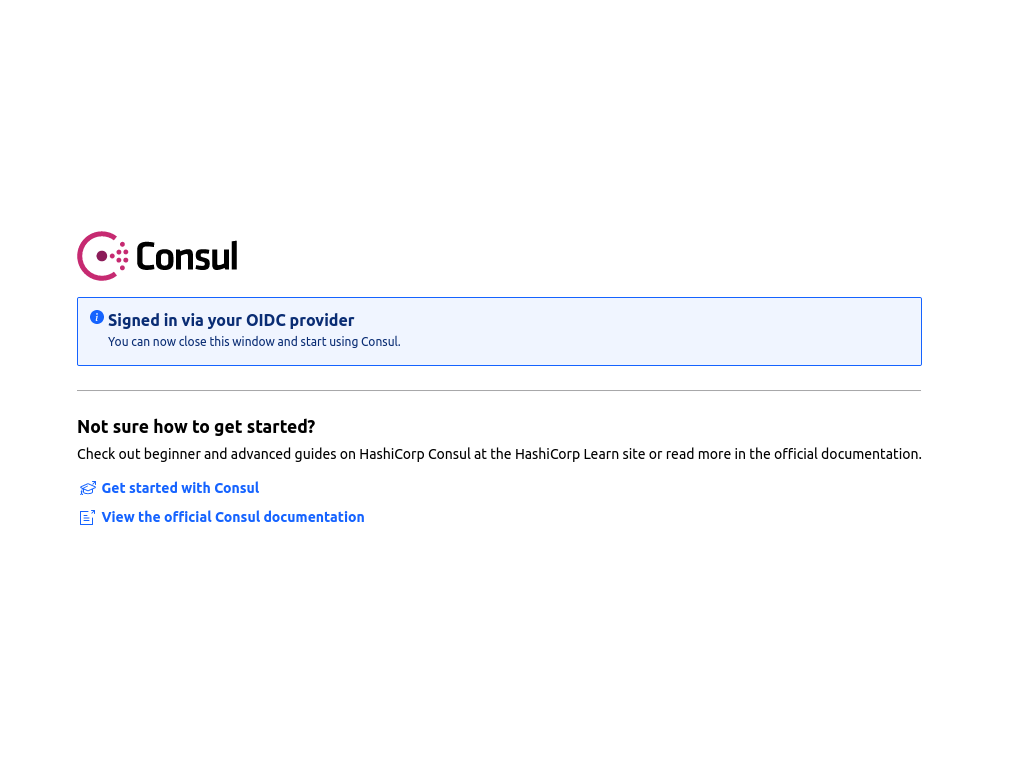 Consul
Signed in via your OIDC provider
You can now close this window and start using Consul.
Not sure how to get started?
Check out beginner and advanced guides on HashiCorp Consul at the HashiCorp Learn site or read more in the official documentation.
Get started with Consul
View the official Consul documentation